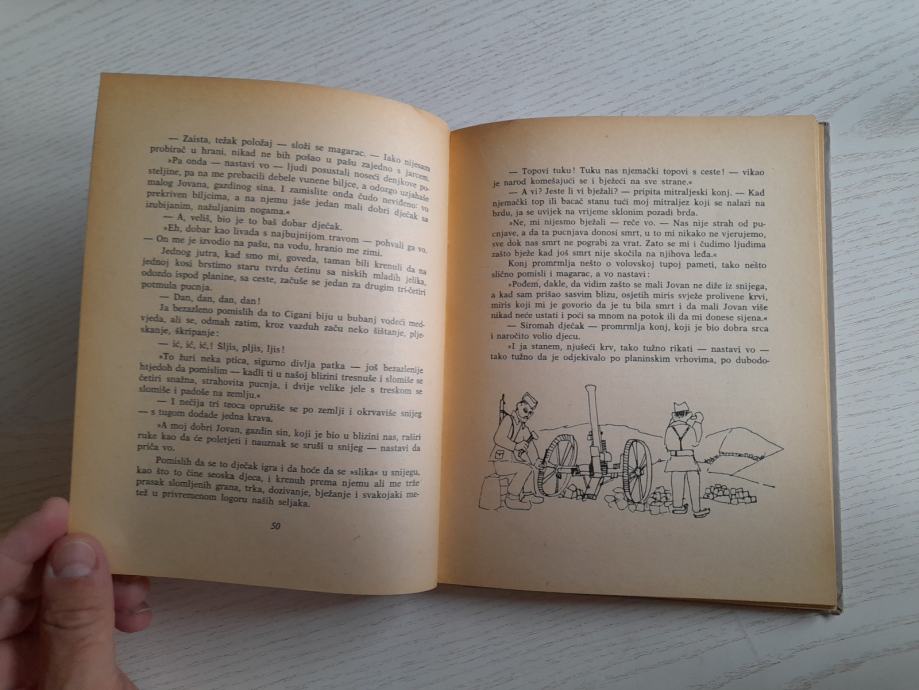 — Zaista, težak položaj — složi se magarac. — Iako nijesam
probirač u hrani, nikad ne bih pošao u pašu zajedno s jarcem.
»Pa onda — nastavi vo — ljudi posustali noseći denjkove po-
steljine, pa na me prebacili debele vunene biljce, a odozgo uzjahaše
malog Jovana, gazdinog sina. I zamislite onda čudo neviđeno: vo
prekriven biljcima, a na njemu jaše jedan mali dobri dječak sa
izubijanim, nažuljanim nogama.«
— A, veliš, bio je to baš dobar dječak.
»Eh, dobar kao livada s najbujnijom travom — pohvali ga vo.
— On me je izvodio na pašu, na vodu, hranio me zimi.
Jednog jutra, kad smo mi, goveda, taman bili krenuli da na
jednoj kosi brstimo staru tvrdu četinu sa niskih mladih jelika,
odozdo ispod planine, sa ceste, začuše se jedan za drugim tri-četiri
potmula pucnja.
— Dan, dan, dan, dan!
Ja bezazleno pomislih da to Cigani biju u bubanj vodeći med-
vjeda, ali se, odmah zatim, kroz vazduh začu neko šištanje, plje-
skanje, škripanje:
— ić, ić, ić,! Šljis, pljis, ljis!
»To žuri neka ptica, sigurno divlja patka — još bezazlenije
htjedoh da pomislim — kadli ti u našoj blizini tresnuše i slomiše se
četiri snažna, strahovita pucnja, i dvije velike jele s treskom se
slomiše i padoše na zemlju.«
— I nečija tri teoca opružiše se po zemlji i okrvaviše snijeg
— s tugom dodade jedna krava.
»A moj dobri Jovan, gazdin sin, koji je bio u blizini nas, raširi
ruke kao da će poletjeti i nauznak se sruši u snijeg — nastavi da
priča vo.
Pomislih da se to dječak igra i da hoće da se »slika« u snijegu,
kao što to čine seoska djeca, i krenuh prema njemu ali me trže
prasak slomljenih grana, trka, dozivanje, bježanje i svakojaki me-
tež u privremenom logoru naših seljaka.
50
— Topovi tuku! Tuku nas njemački topovi s ceste! — vikao
je narod komešajući se i bježeći na sve strane.«
— A vi? Jeste li vi bježali? — pripita mitraljeski konj. — Kad
njemački top ili bacač stanu tući moj mitraljez koji se nalazi na
brdu, ja se uvijek na vrijeme sklonim pozadi brda.
»Ne, mi nijesmo bježali — reče vo. — Nas nije strah od pu-
cnjave, a da ta pucnjava donosi smrt, u to mi nikako ne vjerujemo,
sve dok nas smrt ne pograbi za vrat. Zato se mi i čudimo ljudima
zašto bježe kad još smrt nije skočila na njihova leđa.«
Konj promrmlja nešto o volovskoj tupoj pameti, tako nešto
slično pomisli i magarac, a vo nastavi:
»Pođem, dakle, da vidim zašto se mali Jovan ne diže iz snijega,
a kad sam prišao sasvim blizu, osjetih miris svježe prolivene krvi,
miris koji mi je govorio da je tu bila smrt i da mali Jovan više
nikad neće ustati i poći sa mnom na potok ili da mi donese sijena.«
— Siromah dječak — promrmlja konj, koji je bio dobra srca
i naročito volio djecu.
»I ja stanem, njušeći krv, tako tužno rikati — nastavi vo —
tako tužno da je odjekivalo po planinskim vrhovima, po dubodo-